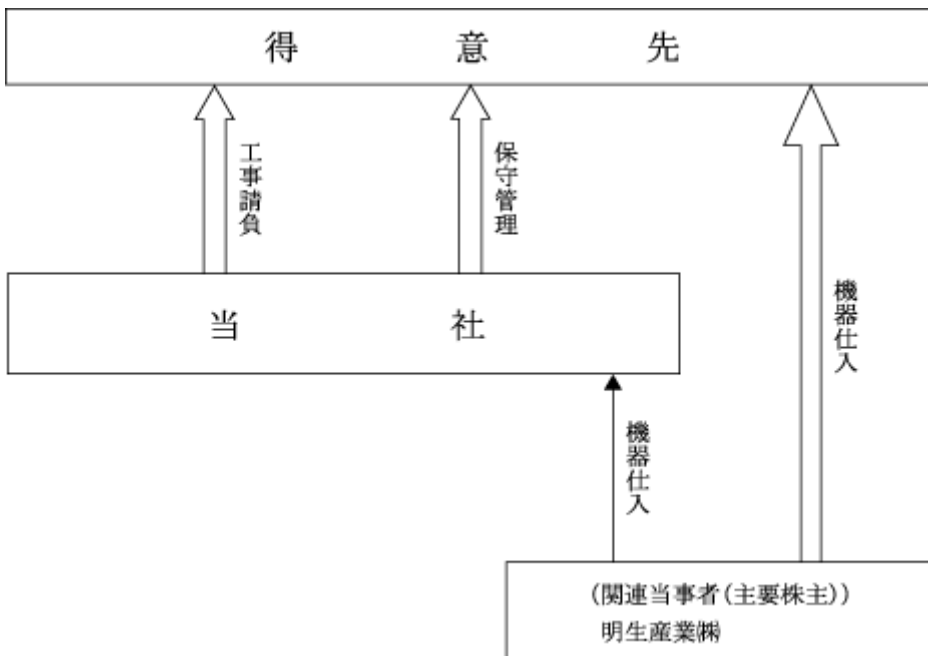 得意先
工事請負
保守管理
機器仕入
当社
機器仕入
(関連当事者(主要株主))
明生産業㈱